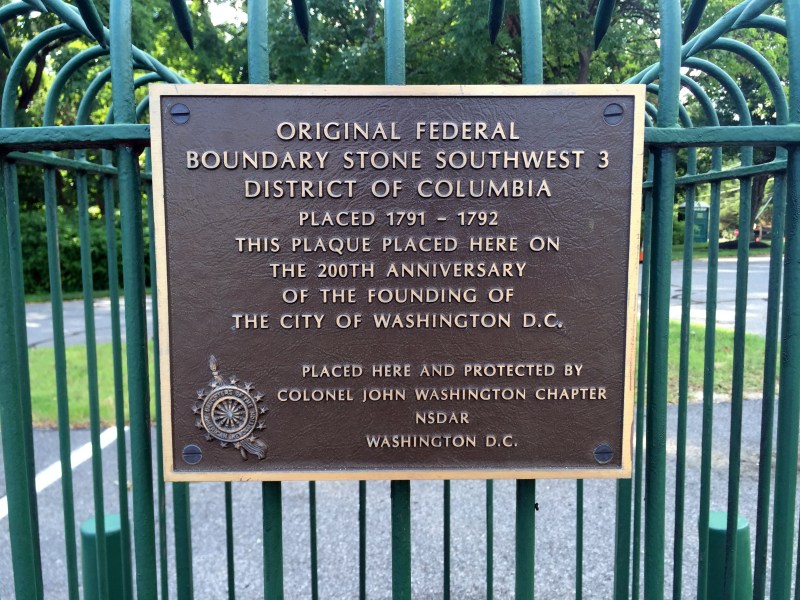 ORIGINAL FEDERAL
BOUNDARY STONE SOUTHWEST 3
DISTRICT OF COLUMBIA
PLACED 1791 - 1792
THIS PLAQUE PLACED HERE ON
THE 200TH ANNIVERSARY
OF THE FOUNDING OF
THE CITY OF WASHINGTON D.C.
PLACED HERE AND PROTECTED BY
COLONEL JOHN WASHINGTON CHAPTER
NSDAR
WASHINGTON D.C.
DAUGHTERS OF